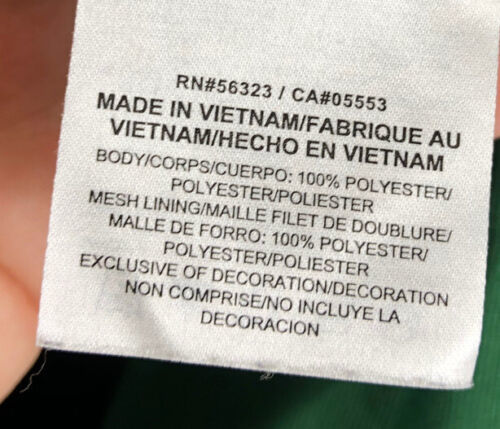 RN#56323 / CA#05553
MADE IN VIETNAM/FABRIQUE AU
VIETNAM/HECHO EN VIETNAM
BODY/CORPS/CUERPO: 100% POLYESTER/
POLYESTER/POLIESTER
MESH LINING/MAILLE FILET DE DOUBLURE/
MALLE DE FORRO: 100% POLYESTER/
POLYESTER/POLIESTER
EXCLUSIVE OF DECORATION/DECORATION
NON COMPRISE/NO INCLUYE LA
DECORACION